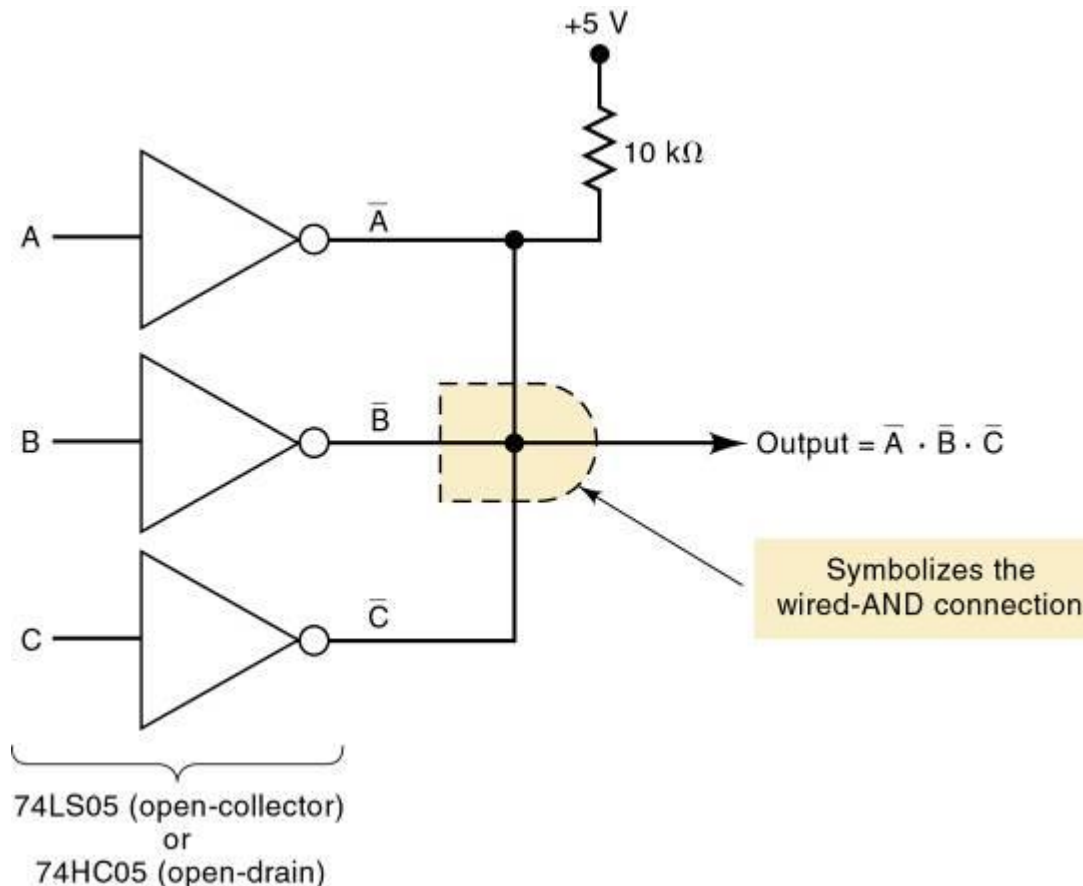 +5 V
10 kΩ
A
A̅
B
B̅
Output = A̅ · B̅ · C̅
Symbolizes the
wired-AND connection
C
C̅
74LS05 (open-collector)
or
74HC05 (open-drain)